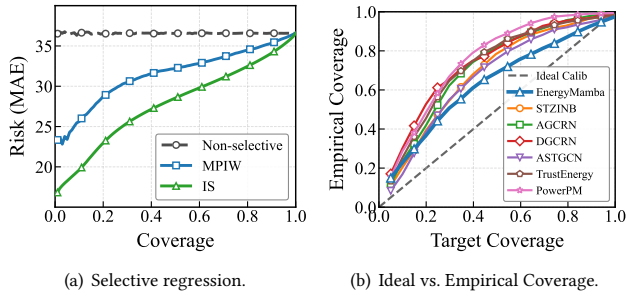 Risk (MAE)
35
30
25
20
Non-selective
MPIW
IS
0.0 0.2 0.4 0.6 0.8 1.0
Coverage
(a) Selective regression.
Empirical Coverage
1.0
0.8
0.6
0.4
0.2
0.0
Ideal Calib
EnergyMamba
STZINB
AGCRN
DGCRN
ASTGCN
TrustEnergy
PowerPM
0 0.2 0.4 0.6 0.8 1.0
Target Coverage
(b) Ideal vs. Empirical Coverage.